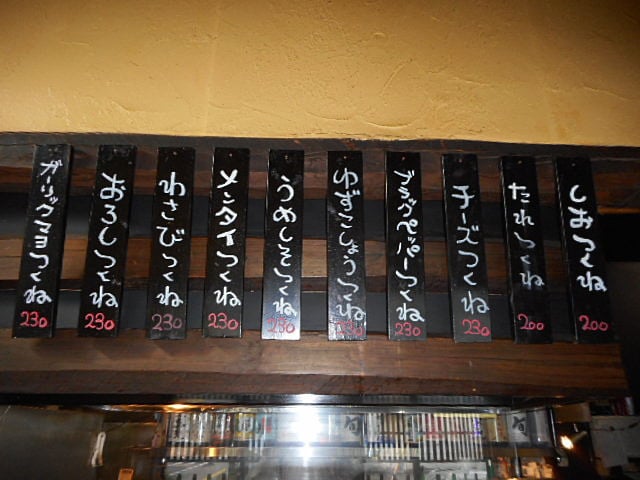 しおつくね
200
たれつくね
200
チーズつくね
230
ブラックペパーつくね
230
ゆずこしょうつくね
230
うめしそつくね
230
メンタイつくね
230
わさびつくね
230
おろしつくね
230
ガーリックマヨつくね
230